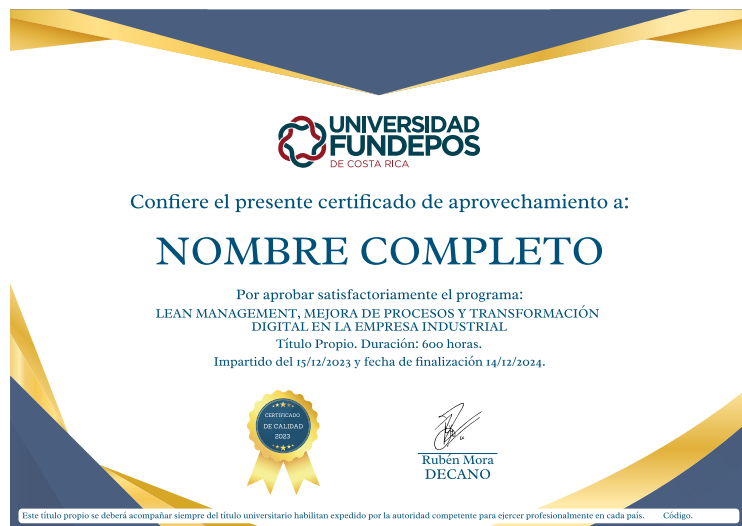 UNIVERSIDAD
FUNDEPOS
DE COSTA RICA
Confiere el presente certificado de aprovechamiento a:
NOMBRE COMPLETO
Por aprobar satisfactoriamente el programa:
LEAN MANAGEMENT, MEJORA DE PROCESOS Y TRANSFORMACIÓN
DIGITAL EN LA EMPRESA INDUSTRIAL
Título Propio. Duración: 600 horas.
Impartido del 15/12/2023 y fecha de finalización 14/12/2024.
CERTIFICADO
DE CALIDAD
2023
Rubén Mora
DECANO
Este título propio se deberá acompañar siempre del título universitario habilitan expedido por la autoridad competente para ejercer profesionalmente en cada país. Código.